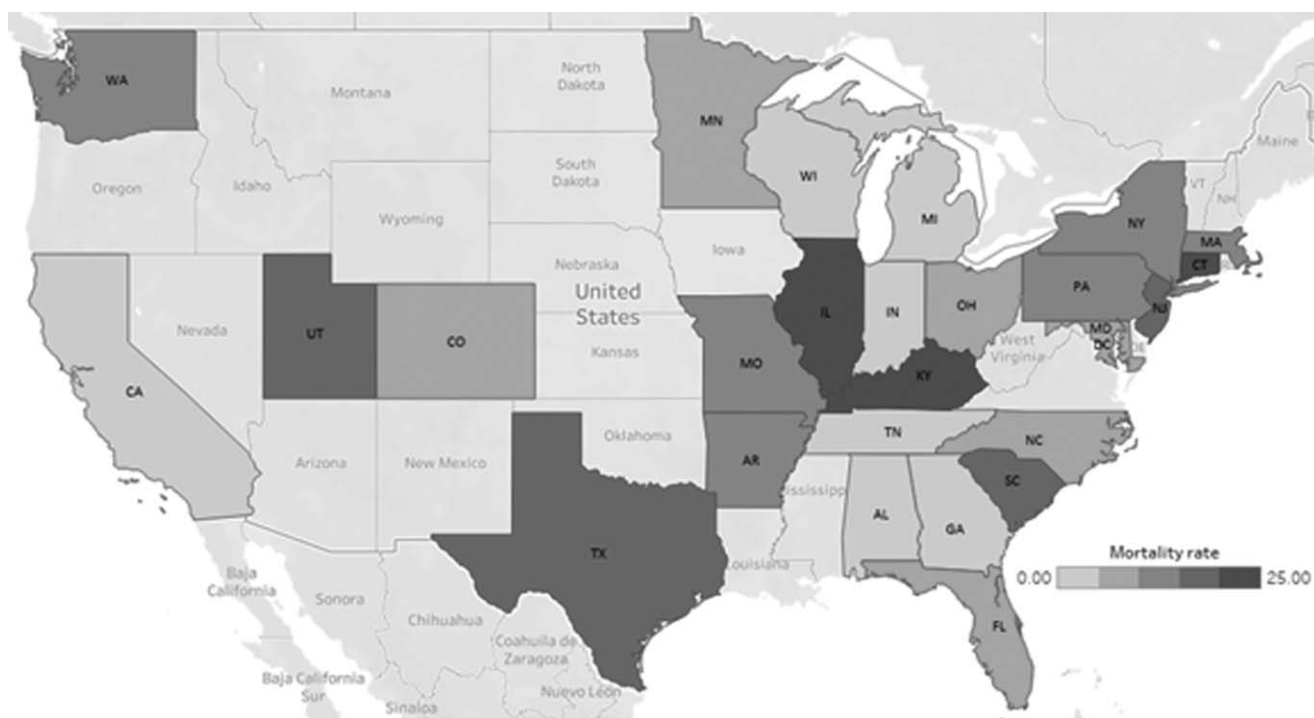 WA
Montana
North
Dakota
MN
Oregon
Idaho
South
Dakota
WI
MI
Maine
VT
NH
Wyoming
NY
MA
Iowa
Nebraska
CT
Nevada
UT
CO
United
States
IL
IN
OH
PA
NJ
MD
DC
DE
Kansas
MO
West
Virginia
KY
CA
Arizona
New Mexico
Oklahoma
AR
TN
NC
SC
ississippi
AL
GA
TX
Louisiana
FL
Mortality rate
0.00
25.00
Baja
California
Sonora
Chihuahua
Coahuila de
Zaragoza
Baja California
Sur
Nuevo León
Sinaloa